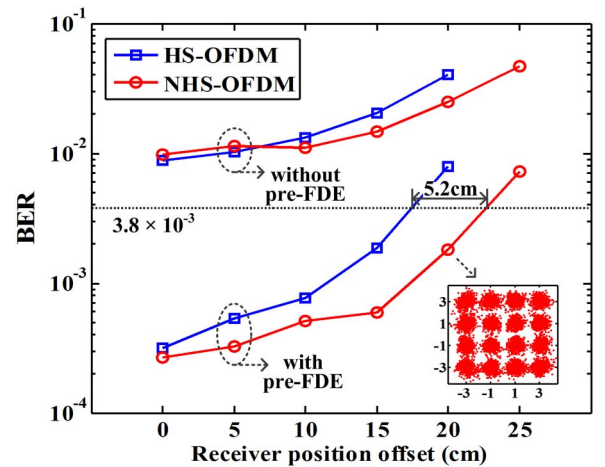 10⁻¹
HS-OFDM
NHS-OFDM
10⁻²
without
pre-FDE
5.2cm
3.8 × 10⁻³
BER
10⁻³
with
pre-FDE
3
1
-1
-3
-3 -1 1 3
10⁻⁴
0 5 10 15 20 25
Receiver position offset (cm)